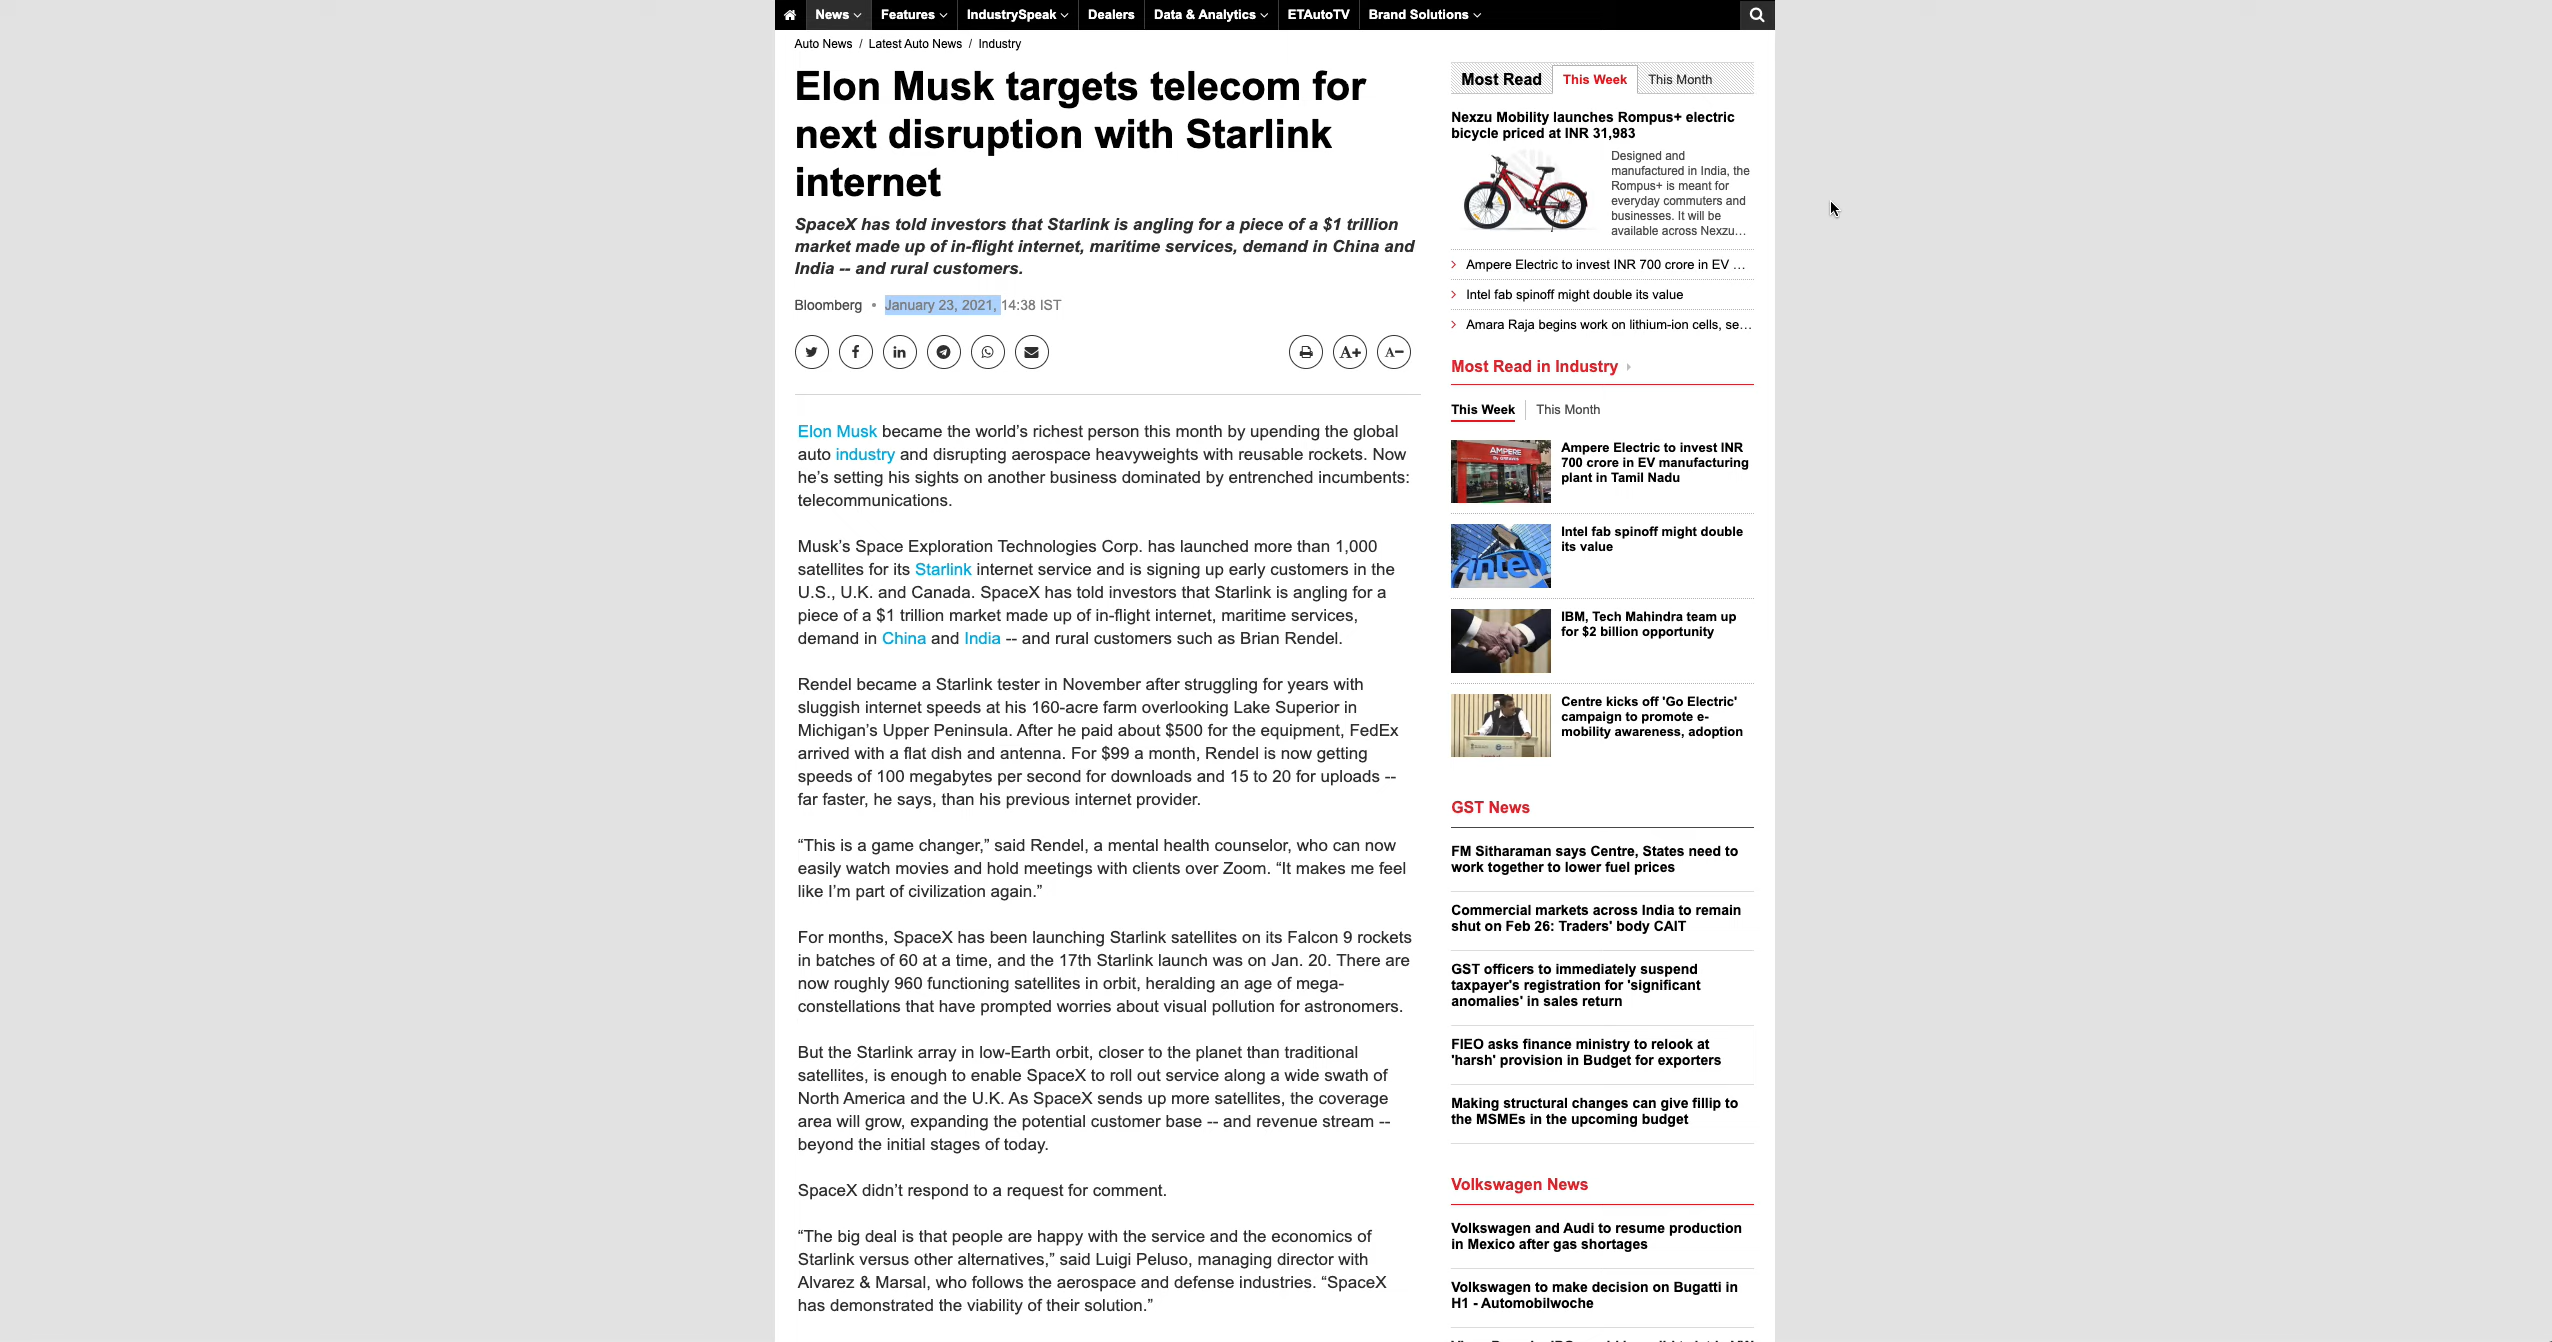 News Features IndustrySpeak Dealers Data & Analytics ETAutoTV Brand Solutions
Auto News / Latest Auto News / Industry
Elon Musk targets telecom for
next disruption with Starlink
internet
SpaceX has told investors that Starlink is angling for a piece of a $1 trillion
market made up of in-flight internet, maritime services, demand in China and
India -- and rural customers.
Bloomberg • January 23, 2021, 14:38 IST
A+ A-
Elon Musk became the world’s richest person this month by upending the global
auto industry and disrupting aerospace heavyweights with reusable rockets. Now
he’s setting his sights on another business dominated by entrenched incumbents:
telecommunications.
Musk’s Space Exploration Technologies Corp. has launched more than 1,000
satellites for its Starlink internet service and is signing up early customers in the
U.S., U.K. and Canada. SpaceX has told investors that Starlink is angling for a
piece of a $1 trillion market made up of in-flight internet, maritime services,
demand in China and India -- and rural customers such as Brian Rendel.
Rendel became a Starlink tester in November after struggling for years with
sluggish internet speeds at his 160-acre farm overlooking Lake Superior in
Michigan’s Upper Peninsula. After he paid about $500 for the equipment, FedEx
arrived with a flat dish and antenna. For $99 a month, Rendel is now getting
speeds of 100 megabytes per second for downloads and 15 to 20 for uploads --
far faster, he says, than his previous internet provider.
“This is a game changer,” said Rendel, a mental health counselor, who can now
easily watch movies and hold meetings with clients over Zoom. “It makes me feel
like I’m part of civilization again.”
For months, SpaceX has been launching Starlink satellites on its Falcon 9 rockets
in batches of 60 at a time, and the 17th Starlink launch was on Jan. 20. There are
now roughly 960 functioning satellites in orbit, heralding an age of mega-
constellations that have prompted worries about visual pollution for astronomers.
But the Starlink array in low-Earth orbit, closer to the planet than traditional
satellites, is enough to enable SpaceX to roll out service along a wide swath of
North America and the U.K. As SpaceX sends up more satellites, the coverage
area will grow, expanding the potential customer base -- and revenue stream --
beyond the initial stages of today.
SpaceX didn’t respond to a request for comment.
“The big deal is that people are happy with the service and the economics of
Starlink versus other alternatives,” said Luigi Peluso, managing director with
Alvarez & Marsal, who follows the aerospace and defense industries. “SpaceX
has demonstrated the viability of their solution.”
Most Read This Week This Month
Nexzu Mobility launches Rompus+ electric
bicycle priced at INR 31,983
Designed and
manufactured in India, the
Rompus+ is meant for
everyday commuters and
businesses. It will be
available across Nexzu...
Ampere Electric to invest INR 700 crore in EV ...
Intel fab spinoff might double its value
Amara Raja begins work on lithium-ion cells, se...
Most Read in Industry
This Week This Month
AMPERE
Ampere Electric to invest INR
700 crore in EV manufacturing
plant in Tamil Nadu
intel
Intel fab spinoff might double
its value
IBM, Tech Mahindra team up
for $2 billion opportunity
Centre kicks off 'Go Electric'
campaign to promote e-
mobility awareness, adoption
GST News
FM Sitharaman says Centre, States need to
work together to lower fuel prices
Commercial markets across India to remain
shut on Feb 26: Traders' body CAIT
GST officers to immediately suspend
taxpayer's registration for 'significant
anomalies' in sales return
FIEO asks finance ministry to relook at
'harsh' provision in Budget for exporters
Making structural changes can give fillip to
the MSMEs in the upcoming budget
Volkswagen News
Volkswagen and Audi to resume production
in Mexico after gas shortages
Volkswagen to make decision on Bugatti in
H1 - Automobilwoche